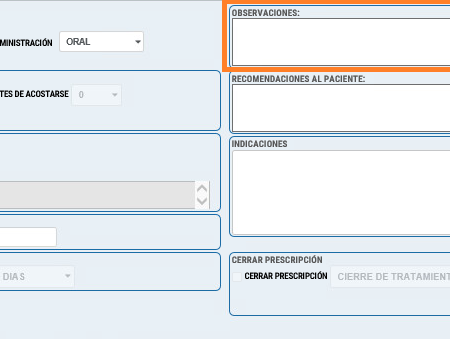 MINISTRACIÓN ORAL
TES DE ACOSTARSE 0
DIAS
OBSERVACIONES:
RECOMENDACIONES AL PACIENTE:
INDICACIONES
CERRAR PRESCRIPCIÓN
CERRAR PRESCRIPCIÓN CIERRE DE TRATAMIENT